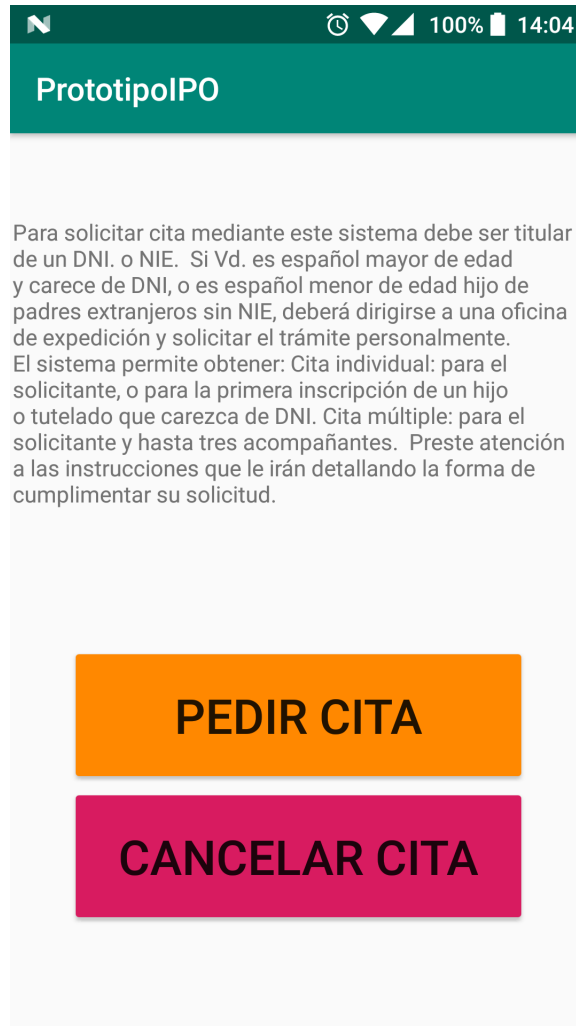 100% 14:04
PrototipoIPO
Para solicitar cita mediante este sistema debe ser titular
de un DNI. o NIE.  Si Vd. es español mayor de edad
y carece de DNI, o es español menor de edad hijo de
padres extranjeros sin NIE, deberá dirigirse a una oficina
de expedición y solicitar el trámite personalmente.
El sistema permite obtener: Cita individual: para el
solicitante, o para la primera inscripción de un hijo
o tutelado que carezca de DNI. Cita múltiple: para el
solicitante y hasta tres acompañantes.  Preste atención
a las instrucciones que le irán detallando la forma de
cumplimentar su solicitud.
PEDIR CITA
CANCELAR CITA